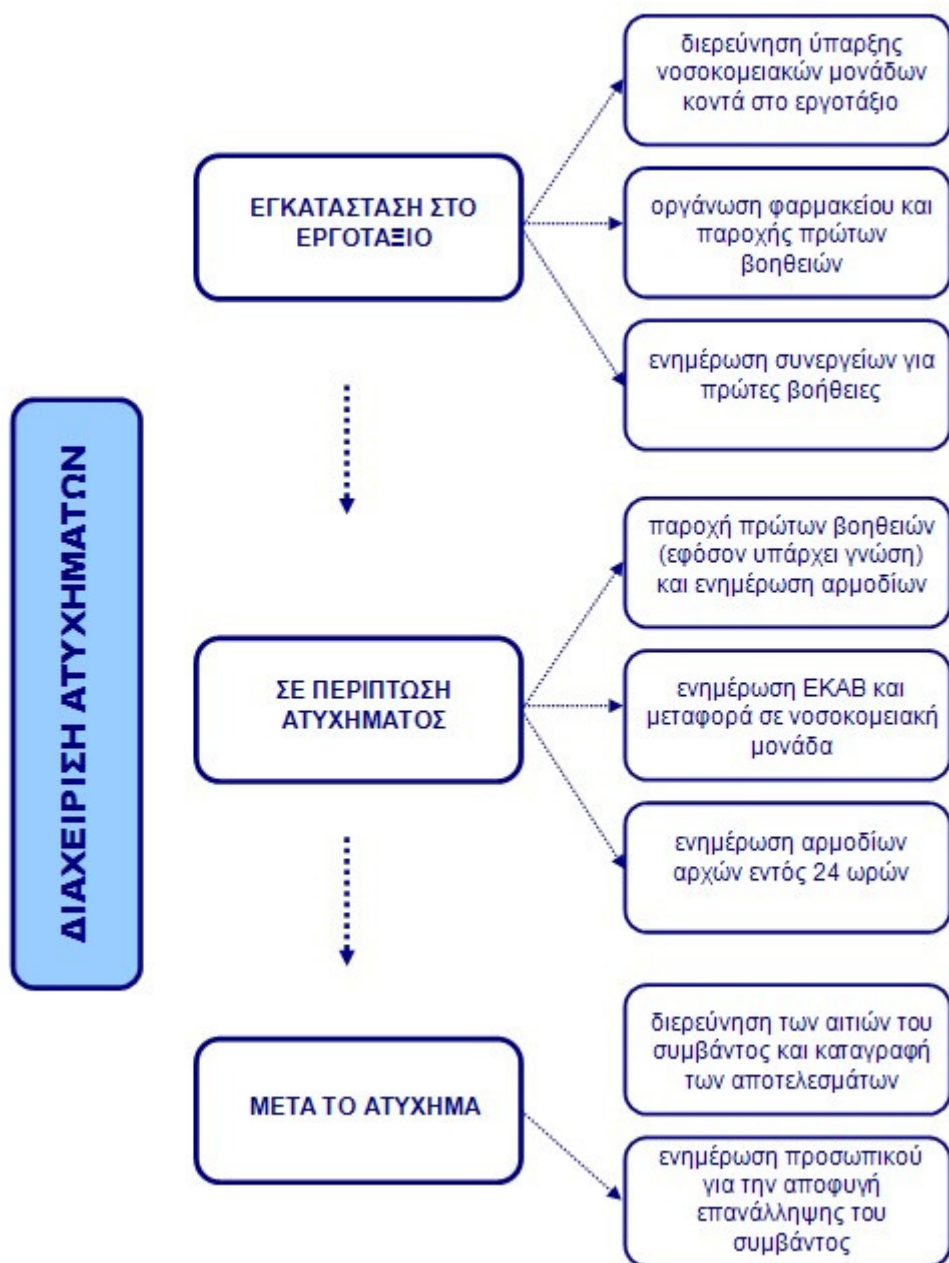 ΔΙΑΧΕΙΡΙΣΗ ΑΤΥΧΗΜΑΤΩΝ
ΕΓΚΑΤΑΣΤΑΣΗ ΣΤΟ
ΕΡΓΟΤΑΞΙΟ
διερεύνηση ύπαρξης
νοσοκομειακών μονάδων
κοντά στο εργοτάξιο
οργάνωση φαρμακείου και
παροχής πρώτων
βοηθειών
ενημέρωση συνεργείων για
πρώτες βοήθειες
ΣΕ ΠΕΡΙΠΤΩΣΗ
ΑΤΥΧΗΜΑΤΟΣ
παροχή πρώτων βοηθειών
(εφόσον υπάρχει γνώση)
και ενημέρωση αρμοδίων
ενημέρωση ΕΚΑΒ και
μεταφορά σε νοσοκομειακή
μονάδα
ενημέρωση αρμοδίων
αρχών εντός 24 ωρών
ΜΕΤΑ ΤΟ ΑΤΥΧΗΜΑ
διερεύνηση των αιτιών του
συμβάντος και καταγραφή
των αποτελεσμάτων
ενημέρωση προσωπικού
για την αποφυγή
επανάλληψης του
συμβάντος